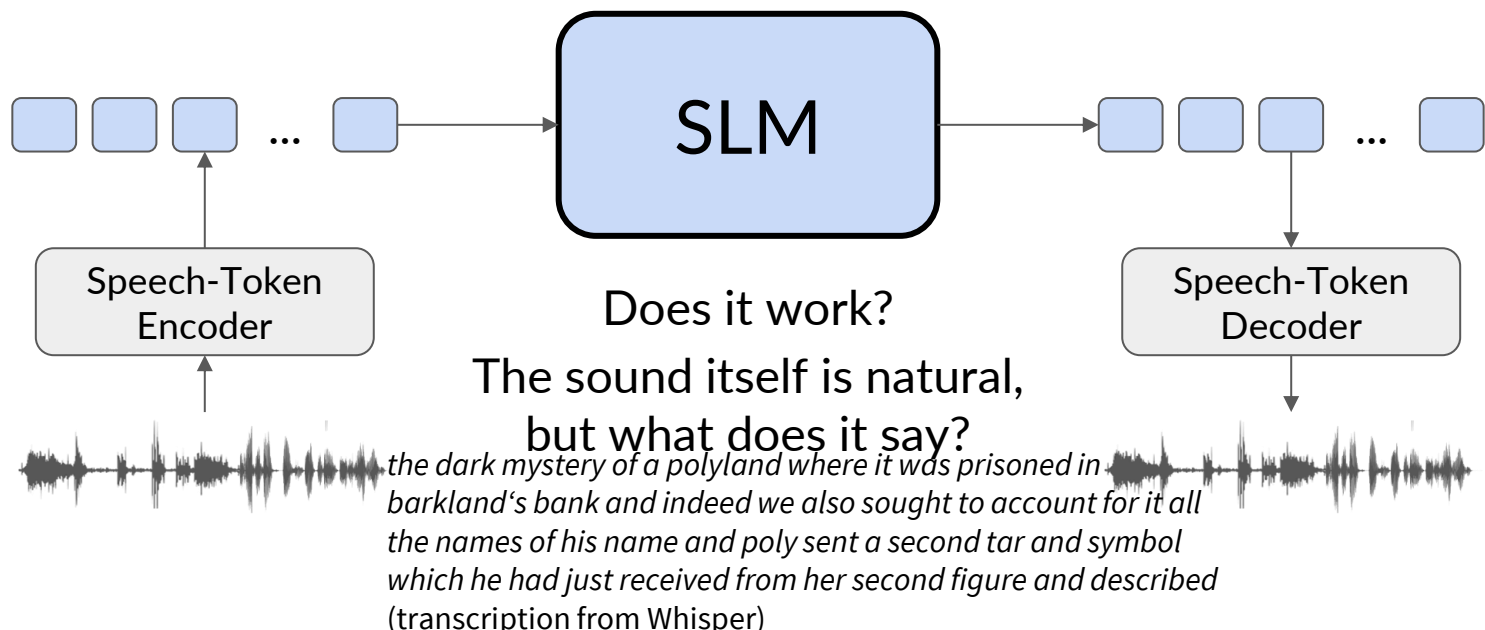 SLM
...
...
Speech-Token
Encoder
Speech-Token
Decoder
Does it work?
The sound itself is natural,
but what does it say?
the dark mystery of a polyland where it was prisoned in
barkland‘s bank and indeed we also sought to account for it all
the names of his name and poly sent a second tar and symbol
which he had just received from her second figure and described
(transcription from Whisper)